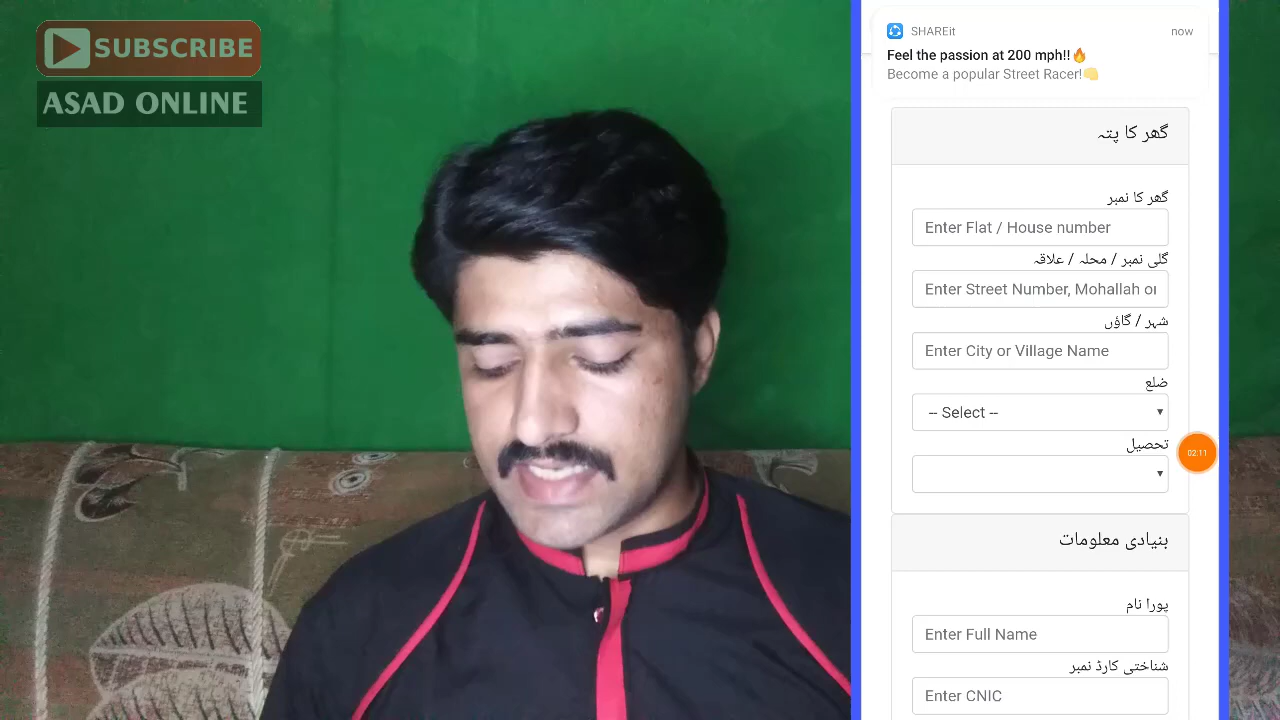 SUBSCRIBE
ASAD ONLINE
SHAREit
now
Feel the passion at 200 mph!!🔥
Become a popular Street Racer!👊
گھر کا پتہ
گھر کا نمبر
Enter Flat / House number
گلی نمبر / محلہ / علاقہ
Enter Street Number, Mohallah or
شہر / گاؤں
Enter City or Village Name
ضلع
-- Select --
تحصیل
02:11
بنیادی معلومات
پورا نام
Enter Full Name
شناختی کارڈ نمبر
Enter CNIC